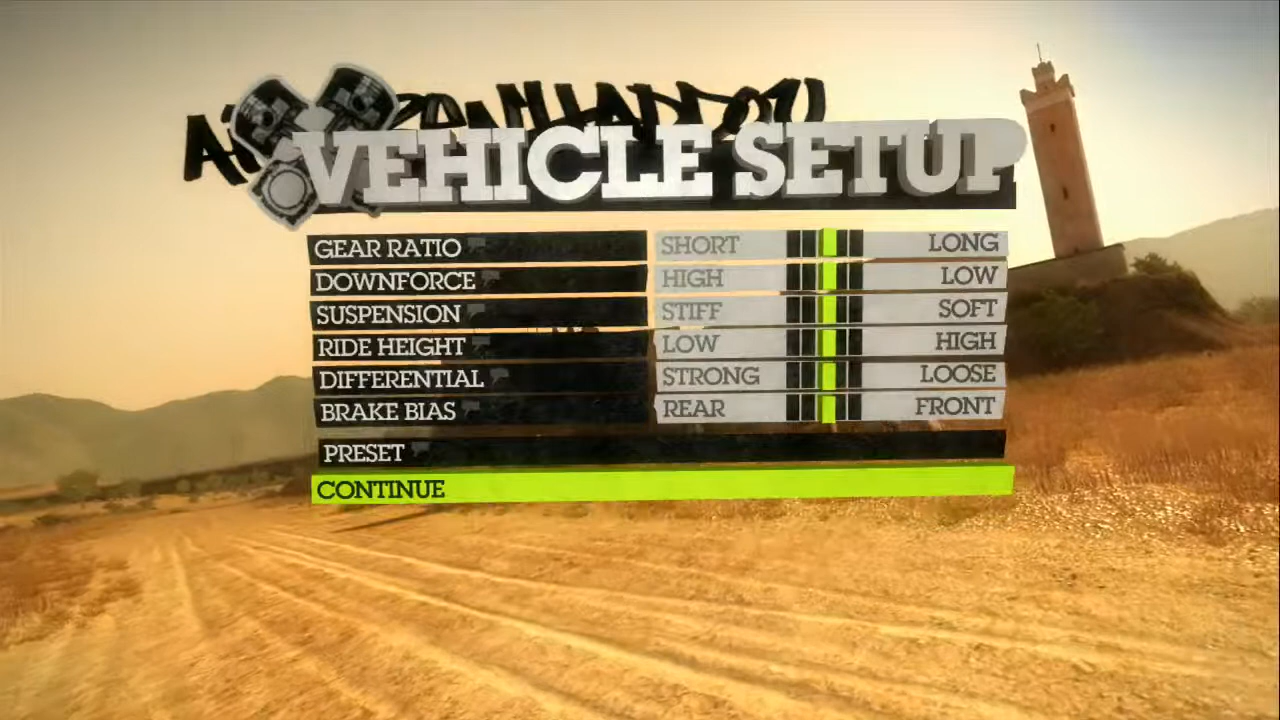 VEHICLE SETUP
GEAR RATIO SHORT LONG
DOWNFORCE HIGH LOW
SUSPENSION STIFF SOFT
RIDE HEIGHT LOW HIGH
DIFFERENTIAL STRONG LOOSE
BRAKE BIAS REAR FRONT
PRESET
CONTINUE